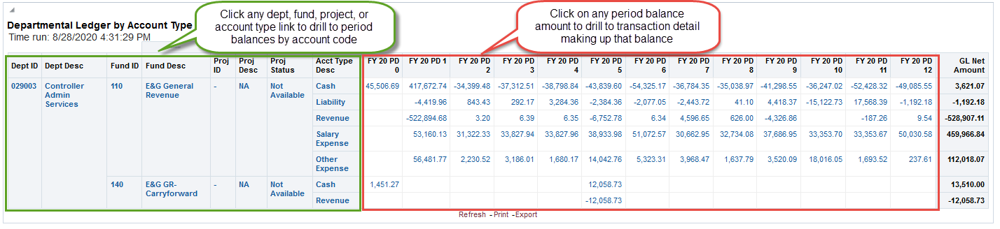 Departmental Ledger by Account Type
Time run: 8/28/2020 4:31:29 PM
Click any dept, fund, project, or
account type link to drill to period
balances by account code
Click on any period balance
amount to drill to transaction detail
making up that balance
Dept ID Dept Desc Fund ID Fund Desc Proj ID Proj Desc Proj Status Acct Type Desc FY 20 PD 0 FY 20 PD 1 FY 20 PD 2 FY 20 PD 3 FY 20 PD 4 FY 20 PD 5 FY 20 PD 6 FY 20 PD 7 FY 20 PD 8 FY 20 PD 9 FY 20 PD 10 FY 20 PD 11 FY 20 PD 12 GL Net Amount
029003 Controller Admin Services 110 E&G General Revenue - NA Not Available Cash 45,506.69 417,672.74 -34,399.48 -37,312.51 -38,798.84 -43,839.60 -54,325.17 -36,784.35 -35,038.97 -41,298.55 -36,247.02 -52,428.32 -49,085.55 3,621.07
Liability -4,419.96 843.43 292.17 3,284.36 -2,384.36 -2,077.05 -2,443.72 41.10 4,418.37 -15,122.73 17,568.39 -1,192.18 -1,192.18
Revenue -522,894.68 3.20 6.39 6.35 -6,752.78 6.34 4,596.65 626.00 -4,326.86 -187.26 9.54 -528,907.11
Salary Expense 53,160.13 31,322.33 33,827.94 33,827.96 38,933.98 51,072.57 30,662.95 32,734.08 37,686.95 33,353.70 33,353.67 50,030.58 459,966.84
Other Expense 56,481.77 2,230.52 3,186.01 1,680.17 14,042.76 5,323.31 3,968.47 1,637.79 3,520.09 18,016.05 1,693.52 237.61 112,018.07
140 E&G GR-Carryforward - NA Not Available Cash 1,451.27 12,058.73 13,510.00
Revenue -12,058.73 -12,058.73
Refresh - Print - Export